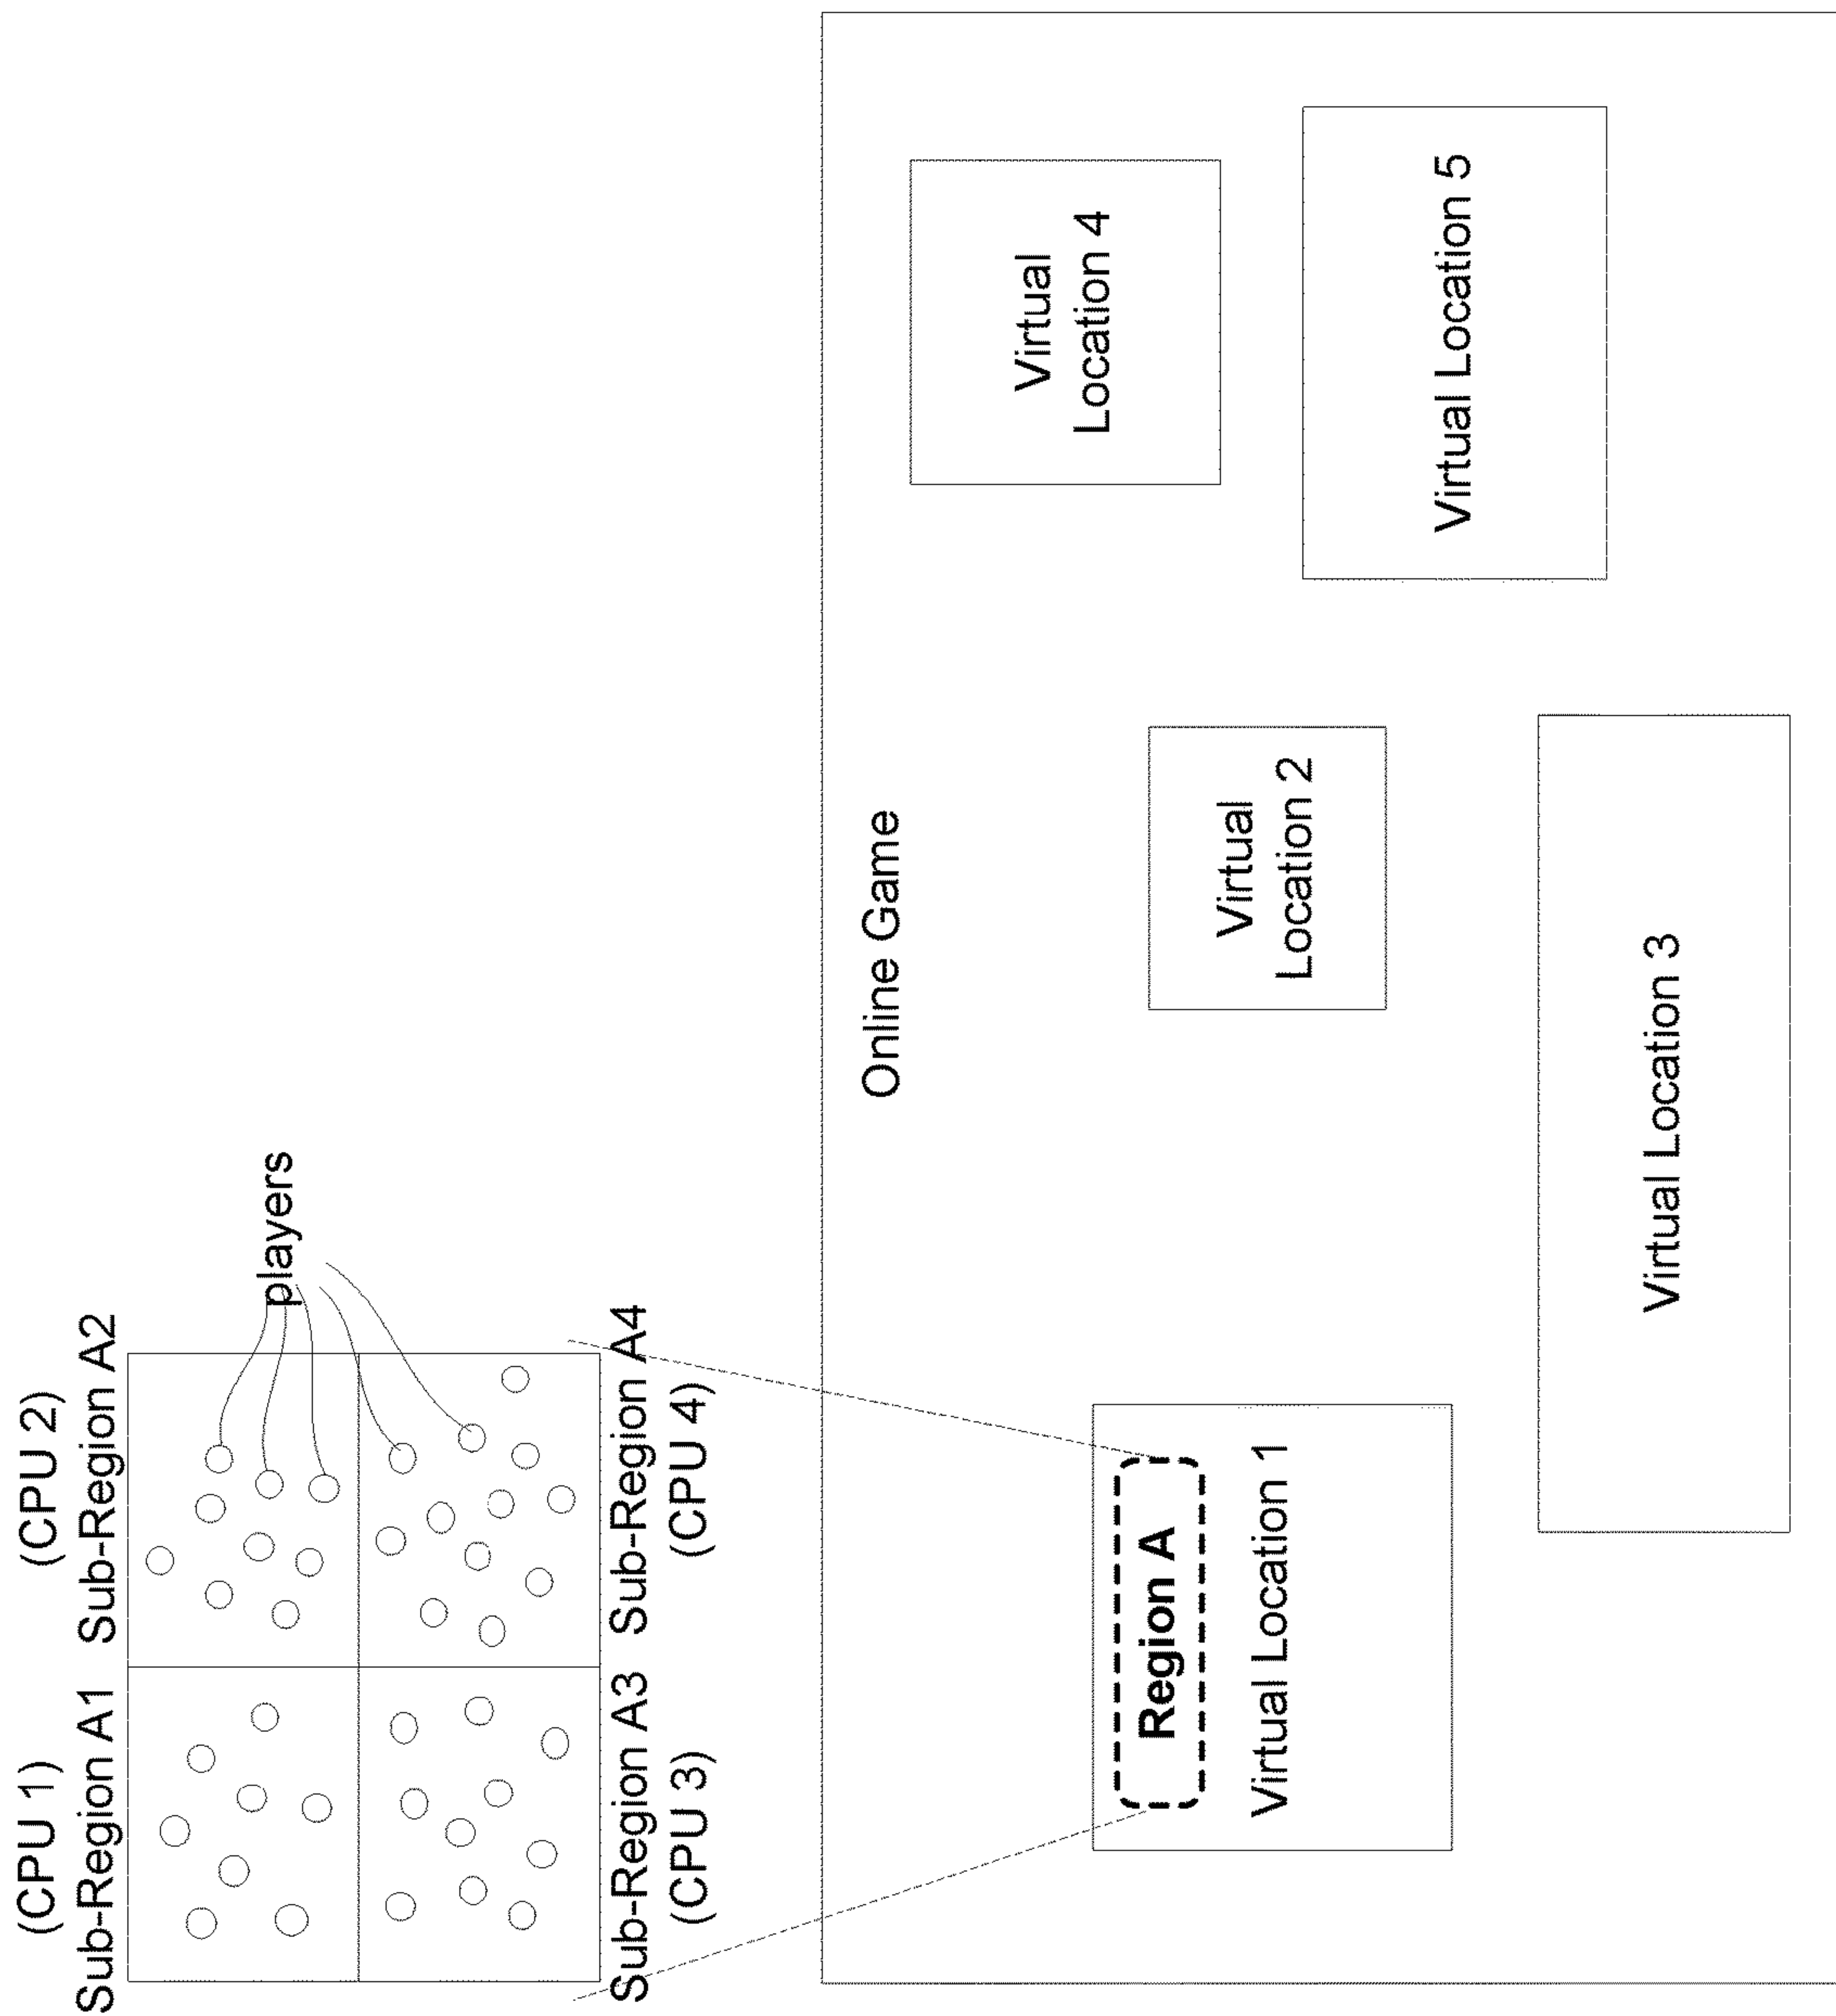 (CPU 1)
Sub-Region A1
(CPU 2)
Sub-Region A2
players
Sub-Region A3
(CPU 3)
Sub-Region A4
(CPU 4)
Online Game
Region A
Virtual Location 1
Virtual
Location 2
Virtual Location 3
Virtual
Location 4
Virtual Location 5